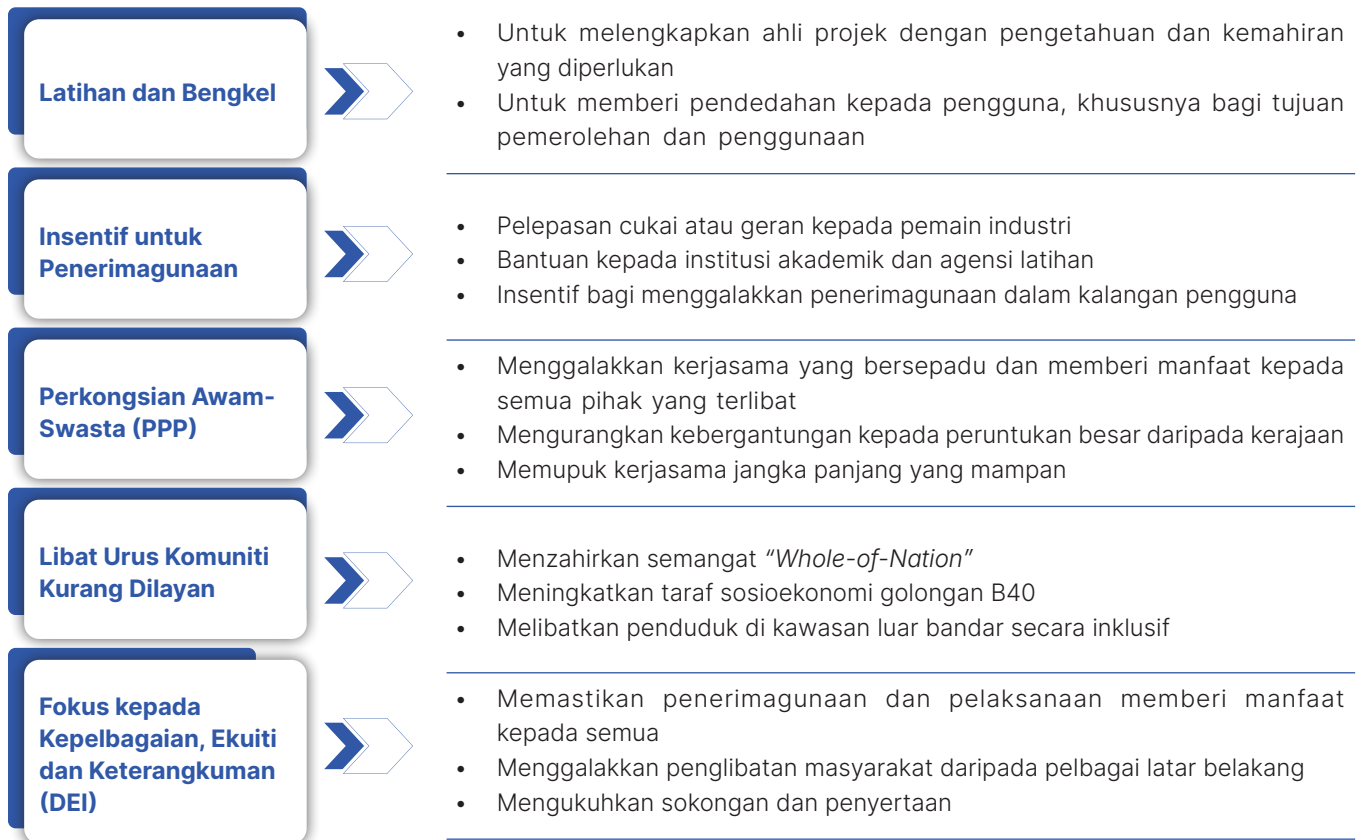 Latihan dan Bengkel
• Untuk melengkapkan ahli projek dengan pengetahuan dan kemahiran
yang diperlukan
• Untuk memberi pendedahan kepada pengguna, khususnya bagi tujuan
pemerolehan dan penggunaan
Insentif untuk
Penerimagunaan
• Pelepasan cukai atau geran kepada pemain industri
• Bantuan kepada institusi akademik dan agensi latihan
• Insentif bagi menggalakkan penerimagunaan dalam kalangan pengguna
Perkongsian Awam-
Swasta (PPP)
• Menggalakkan kerjasama yang bersepadu dan memberi manfaat kepada
semua pihak yang terlibat
• Mengurangkan kebergantungan kepada peruntukan besar daripada kerajaan
• Memupuk kerjasama jangka panjang yang mampan
Libat Urus Komuniti
Kurang Dilayan
• Menzahirkan semangat “Whole-of-Nation”
• Meningkatkan taraf sosioekonomi golongan B40
• Melibatkan penduduk di kawasan luar bandar secara inklusif
Fokus kepada
Kepelbagaian, Ekuiti
dan Keterangkuman
(DEI)
• Memastikan penerimagunaan dan pelaksanaan memberi manfaat
kepada semua
• Menggalakkan penglibatan masyarakat daripada pelbagai latar belakang
• Mengukuhkan sokongan dan penyertaan